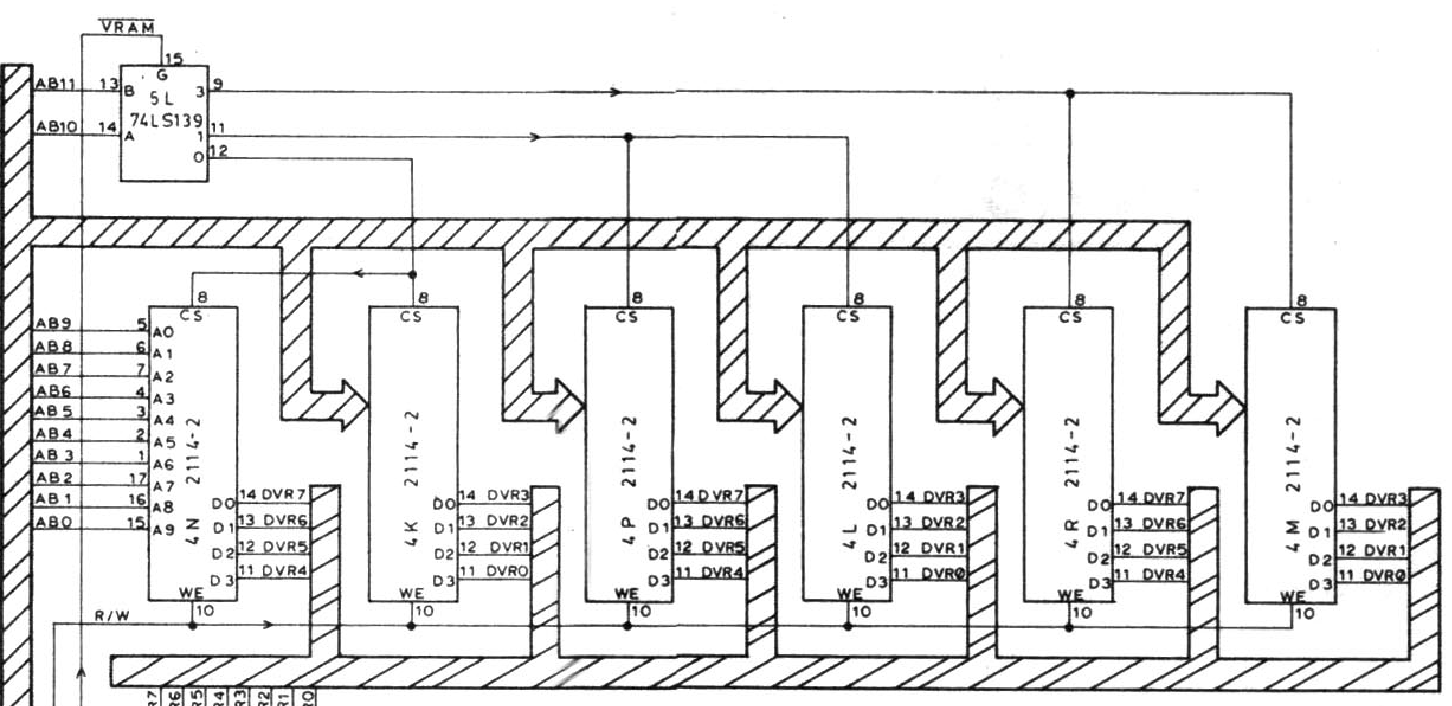 VRAM
15
G
AB11 13 B 5L 3 9
74LS139
AB10 14 A 1 11
0 12
8 8 8 8 8 8
CS CS CS CS CS CS
AB9 5 A0
AB8 6 A1
AB7 7 A2
AB6 4 A3
AB5 3 A4
AB4 2 A5
AB3 1 A6
AB2 17 A7
AB1 16 A8
AB0 15 A9
2114-2 2114-2 2114-2 2114-2 2114-2 2114-2
4N 4K 4P 4L 4R 4M
D0 14 DVR7 D0 14 DVR3 D0 14 DVR7 D0 14 DVR3 D0 14 DVR7 D0 14 DVR3
D1 13 DVR6 D1 13 DVR2 D1 13 DVR6 D1 13 DVR2 D1 13 DVR6 D1 13 DVR2
D2 12 DVR5 D2 12 DVR1 D2 12 DVR5 D2 12 DVR1 D2 12 DVR5 D2 12 DVR1
D3 11 DVR4 D3 11 DVR0 D3 11 DVR4 D3 11 DVR0 D3 11 DVR4 D3 11 DVR0
WE WE WE WE WE WE
10 10 10 10 10 10
R/W
R7 R6 R5 R4 R3 R2 R1 R0